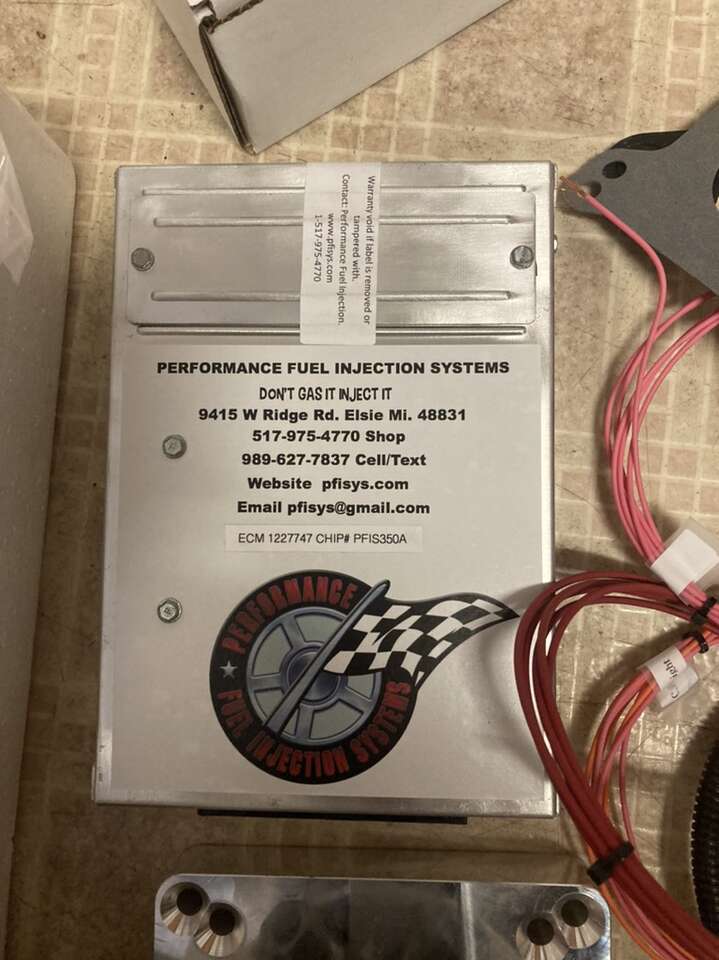 Warranty void if label is removed or
tampered with.
Contact: Performance Fuel Injection.
www.pfisys.com
1-517-975-4770
PERFORMANCE FUEL INJECTION SYSTEMS
DON'T GAS IT INJECT IT
9415 W Ridge Rd. Elsie Mi. 48831
517-975-4770 Shop
989-627-7837 Cell/Text
Website pfisys.com
Email pfisys@gmail.com
ECM 1227747 CHIP# PFIS350A
PERFORMANCE
FUEL INJECTION SYSTEMS